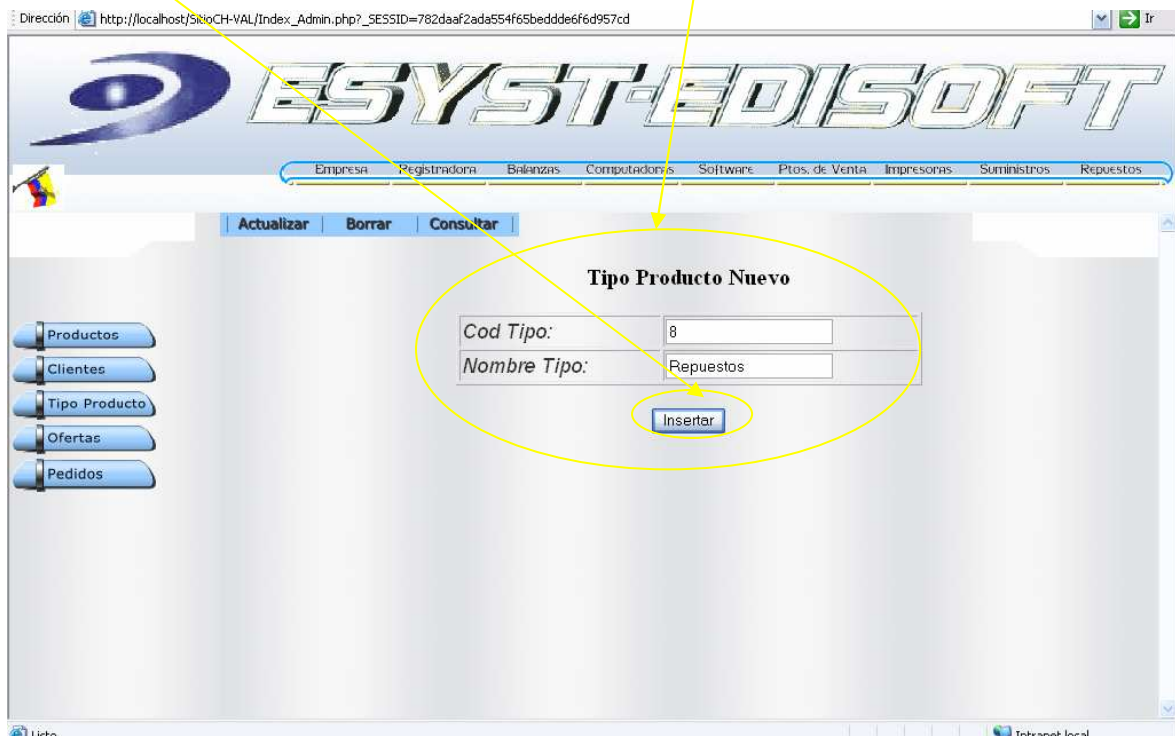 Dirección http://localhost/SitioCH-VAL/Index_Admin.php?_SESSID=782daaf2ada554f65beddde6f6d957cd Ir
ESYST-EDISOFT
Empresa Registradora Balanzas Computadoras Software Ptos. de Venta Impresoras Suministros Repuestos
Actualizar | Borrar | Consultar |
Tipo Producto Nuevo
Cod Tipo: 8
Nombre Tipo: Repuestos
Insertar
Productos
Clientes
Tipo Producto
Ofertas
Pedidos
Listo Intranet local